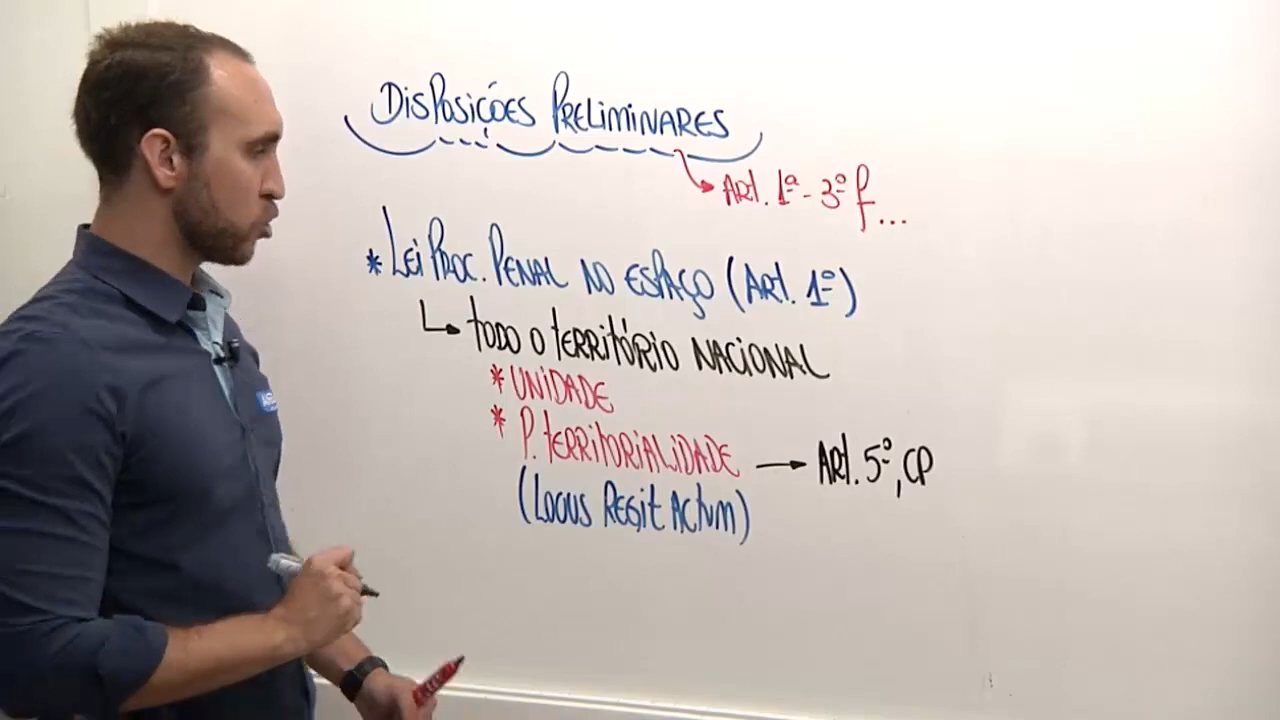 DISPOSIÇÕES PRELIMINARES
ART. 1º - 3º F...
* LEI PROC. PENAL NO ESPAÇO (ART. 1º)
TODO O TERRITÓRIO NACIONAL
* UNIDADE
* P. TERRITORIALIDADE → ART. 5º, CP
(LOCUS REGIT ACTUM)